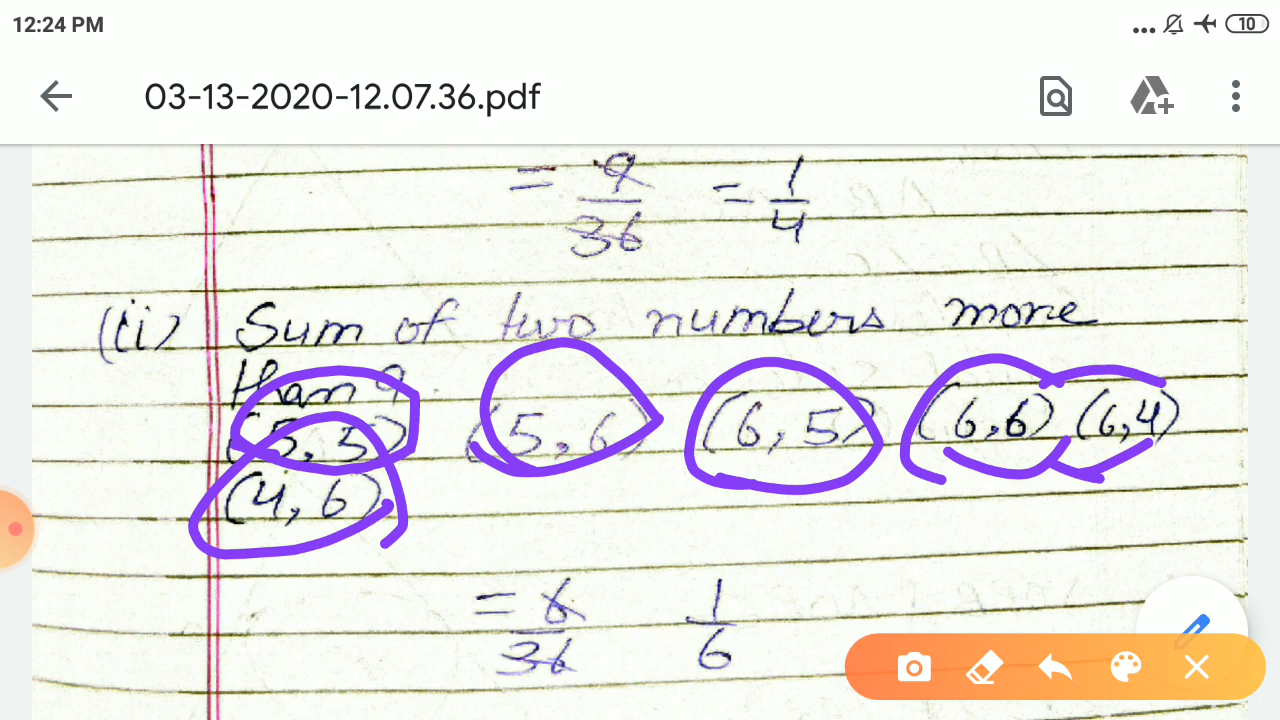 12:24 PM
... 10
03-13-2020-12.07.36.pdf
= 9/36 = 1/4
(ii) Sum of two numbers more
than 9.
(5,5) (5,6) (6,5) (6,6) (6,4)
(4,6)
= 6/36 1/6